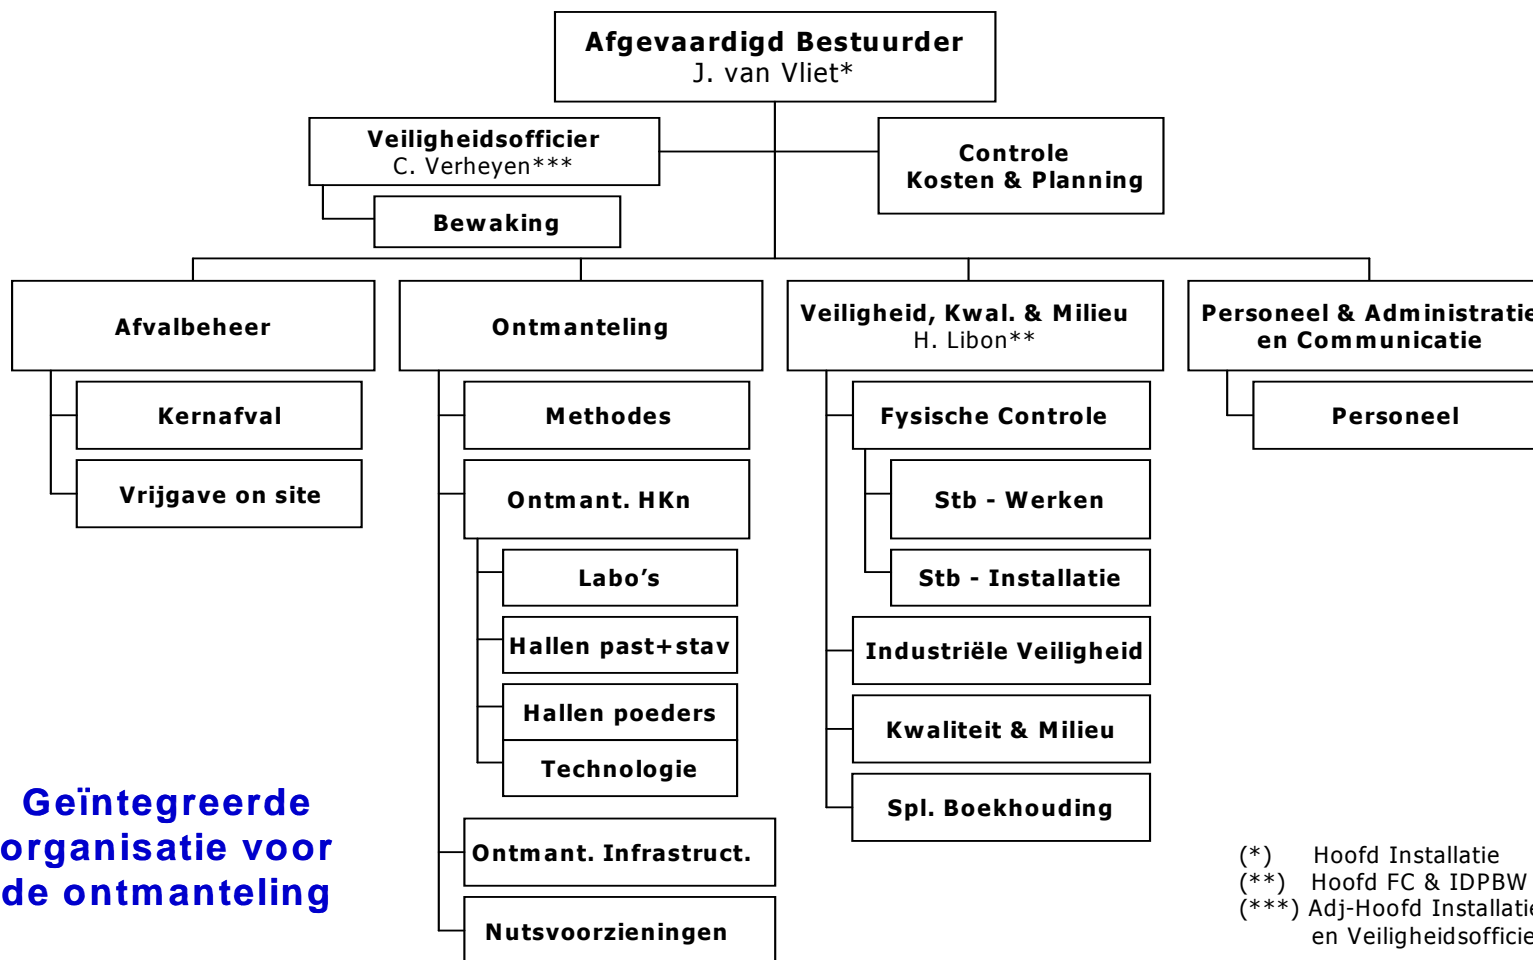 Afgevaardigd Bestuurder
J. van Vliet*
Veiligheidsofficier
C. Verheyen***
Controle
Kosten & Planning
Bewaking
Afvalbeheer
Kernafval
Vrijgave on site
Ontmanteling
Methodes
Ontmant. HKn
Labo's
Hallen past+stav
Hallen poeders
Technologie
Ontmant. Infrastruct.
Nutsvoorzieningen
Veiligheid, Kwal. & Milieu
H. Libon**
Fysische Controle
Stb - Werken
Stb - Installatie
Industriële Veiligheid
Kwaliteit & Milieu
Spl. Boekhouding
Personeel & Administratie
en Communicatie
Personeel
Geïntegreerde
organisatie voor
de ontmanteling
(*) Hoofd Installatie
(**) Hoofd FC & IDPBW
(***) Adj-Hoofd Installatie
en Veiligheidsofficie